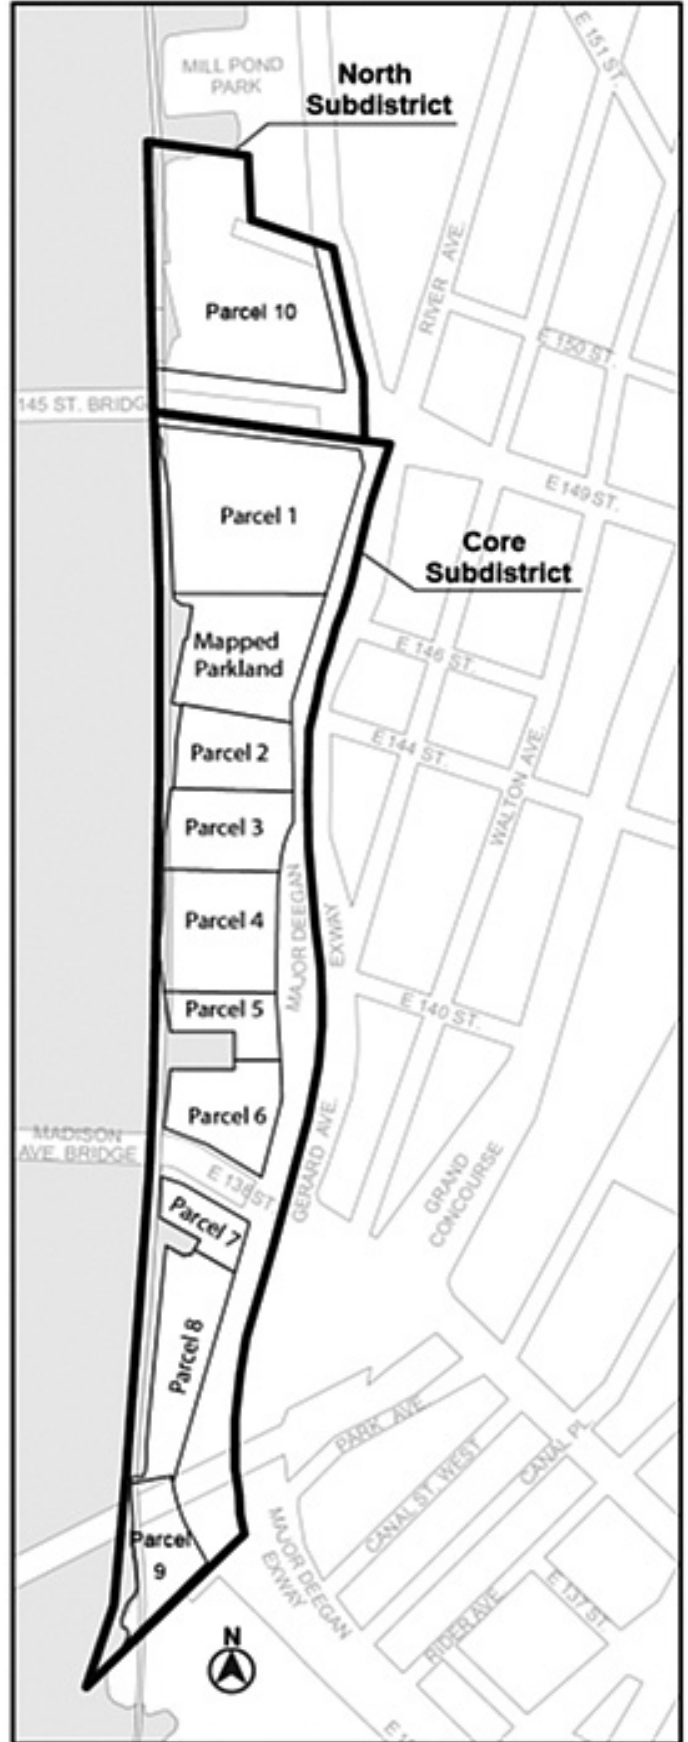 E 151 ST.
MILL POND
PARK
North
Subdistrict
RIVER AVE.
Parcel 10
E 150 ST.
145 ST. BRIDG
E 149 ST.
Parcel 1
Core
Subdistrict
Mapped
Parkland
E 146 ST.
E 144 ST.
Parcel 2
WALTON AVE.
Parcel 3
Parcel 4
MAJOR DEEGAN
EXWAY
Parcel 5
E 140 ST.
Parcel 6
MADISON
AVE. BRIDGE
E 138 ST.
GERARD AVE.
GRAND
CONCOURSE
Parcel 7
Parcel 8
PARK AVE.
CANAL ST. WEST
CANAL PL.
Parcel
9
MAJOR DEEGAN
EXWAY
RIDER AVE
E 137 ST.
N